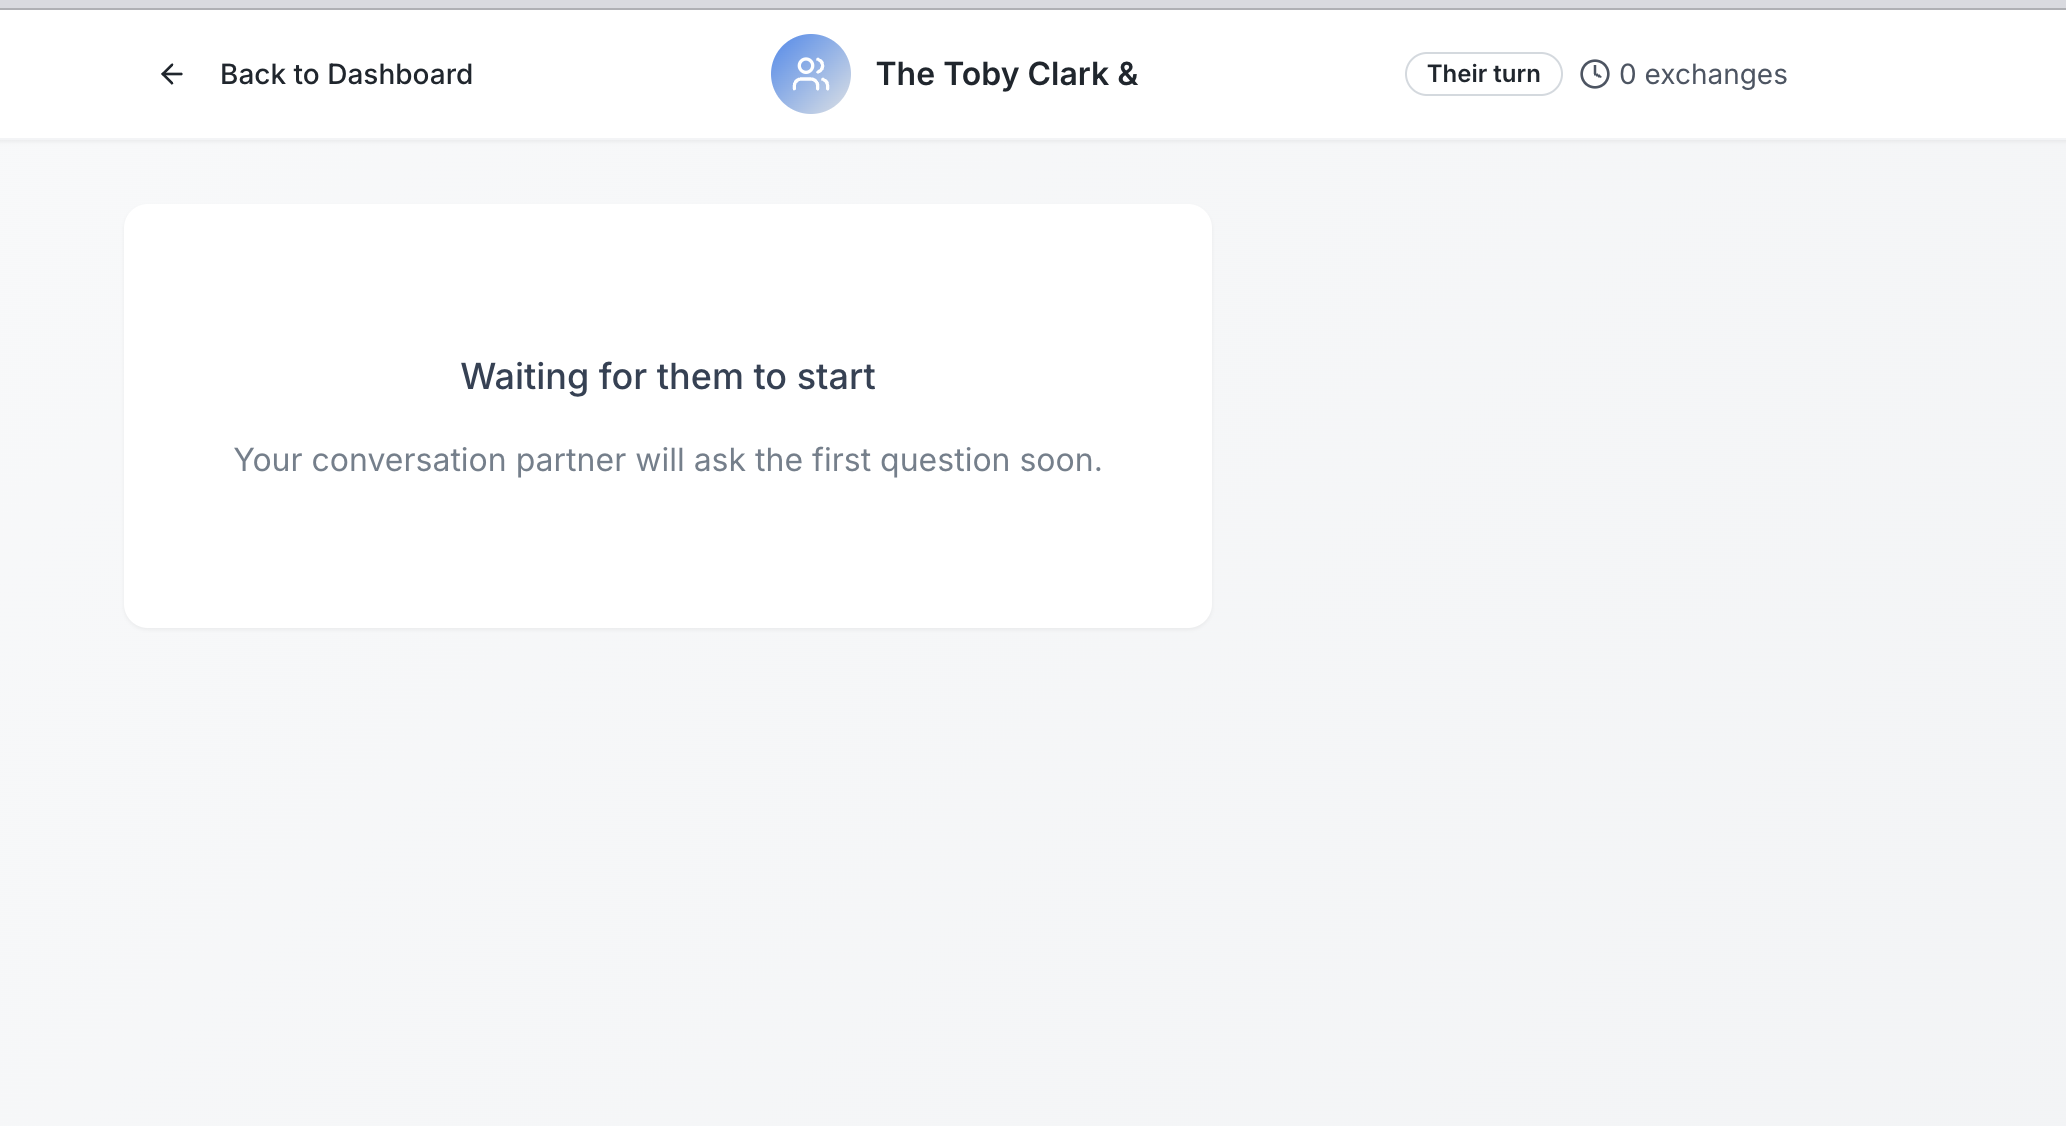 Back to Dashboard
The Toby Clark &
Their turn
0 exchanges
Waiting for them to start
Your conversation partner will ask the first question soon.